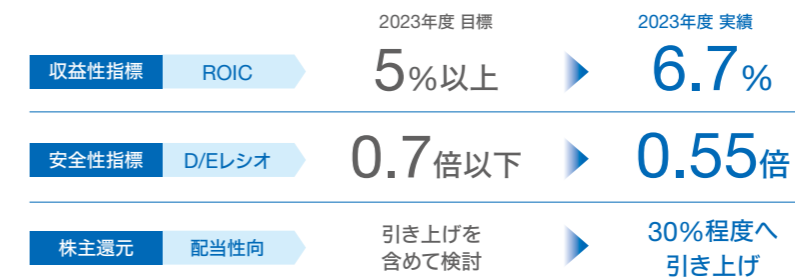 2023年度 目標 2023年度 実績
収益性指標 ROIC 5%以上 6.7%
安全性指標 D/Eレシオ 0.7倍以下 0.55倍
株主還元 配当性向 引き上げを 30%程度へ
含めて検討 引き上げ